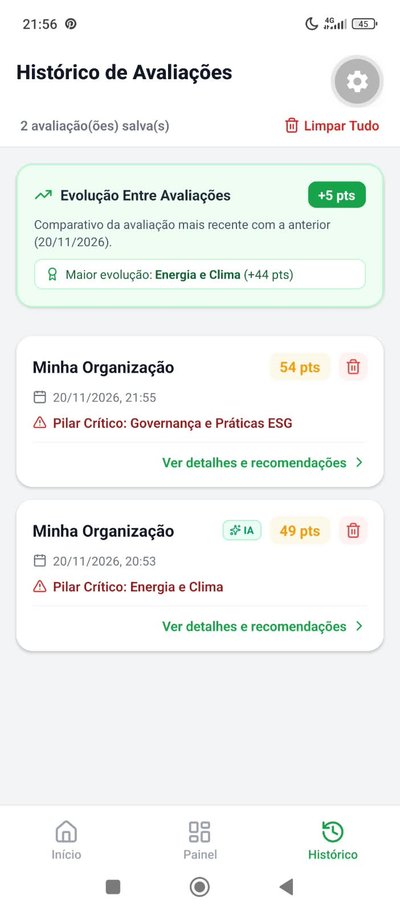 21:56
4G
45
Histórico de Avaliações
2 avaliação(ões) salva(s)
Limpar Tudo
Evolução Entre Avaliações
+5 pts
Comparativo da avaliação mais recente com a anterior
(20/11/2026).
Maior evolução: Energia e Clima (+44 pts)
Minha Organização
54 pts
20/11/2026, 21:55
Pilar Crítico: Governança e Práticas ESG
Ver detalhes e recomendações
Minha Organização
IA
49 pts
20/11/2026, 20:53
Pilar Crítico: Energia e Clima
Ver detalhes e recomendações
Início
Painel
Histórico